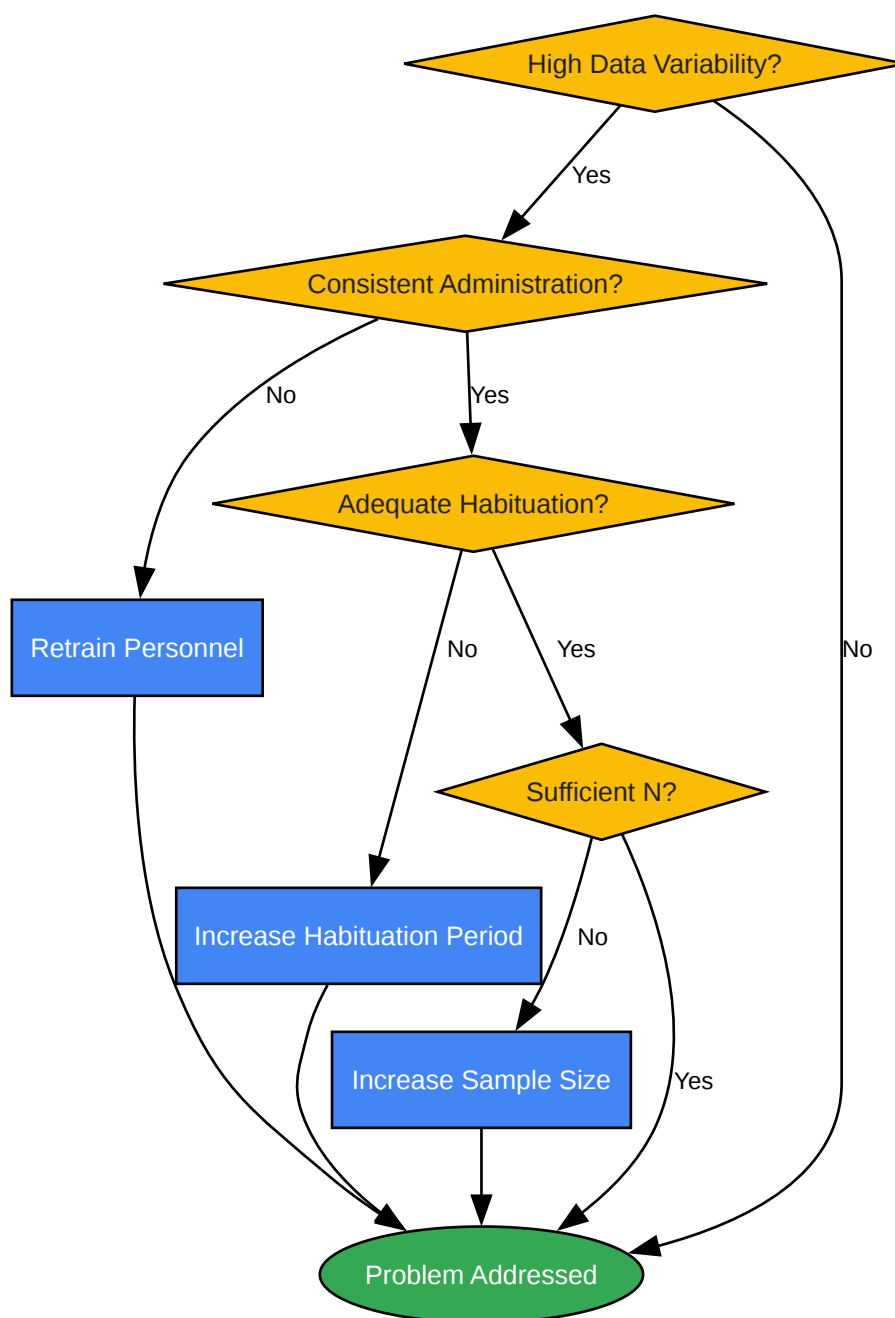 High Data Variability?
Yes
Consistent Administration?
No
Yes
Adequate Habituation?
Retrain Personnel
No
Yes
No
Sufficient N?
Increase Habituation Period
No
Increase Sample Size
Yes
Problem Addressed